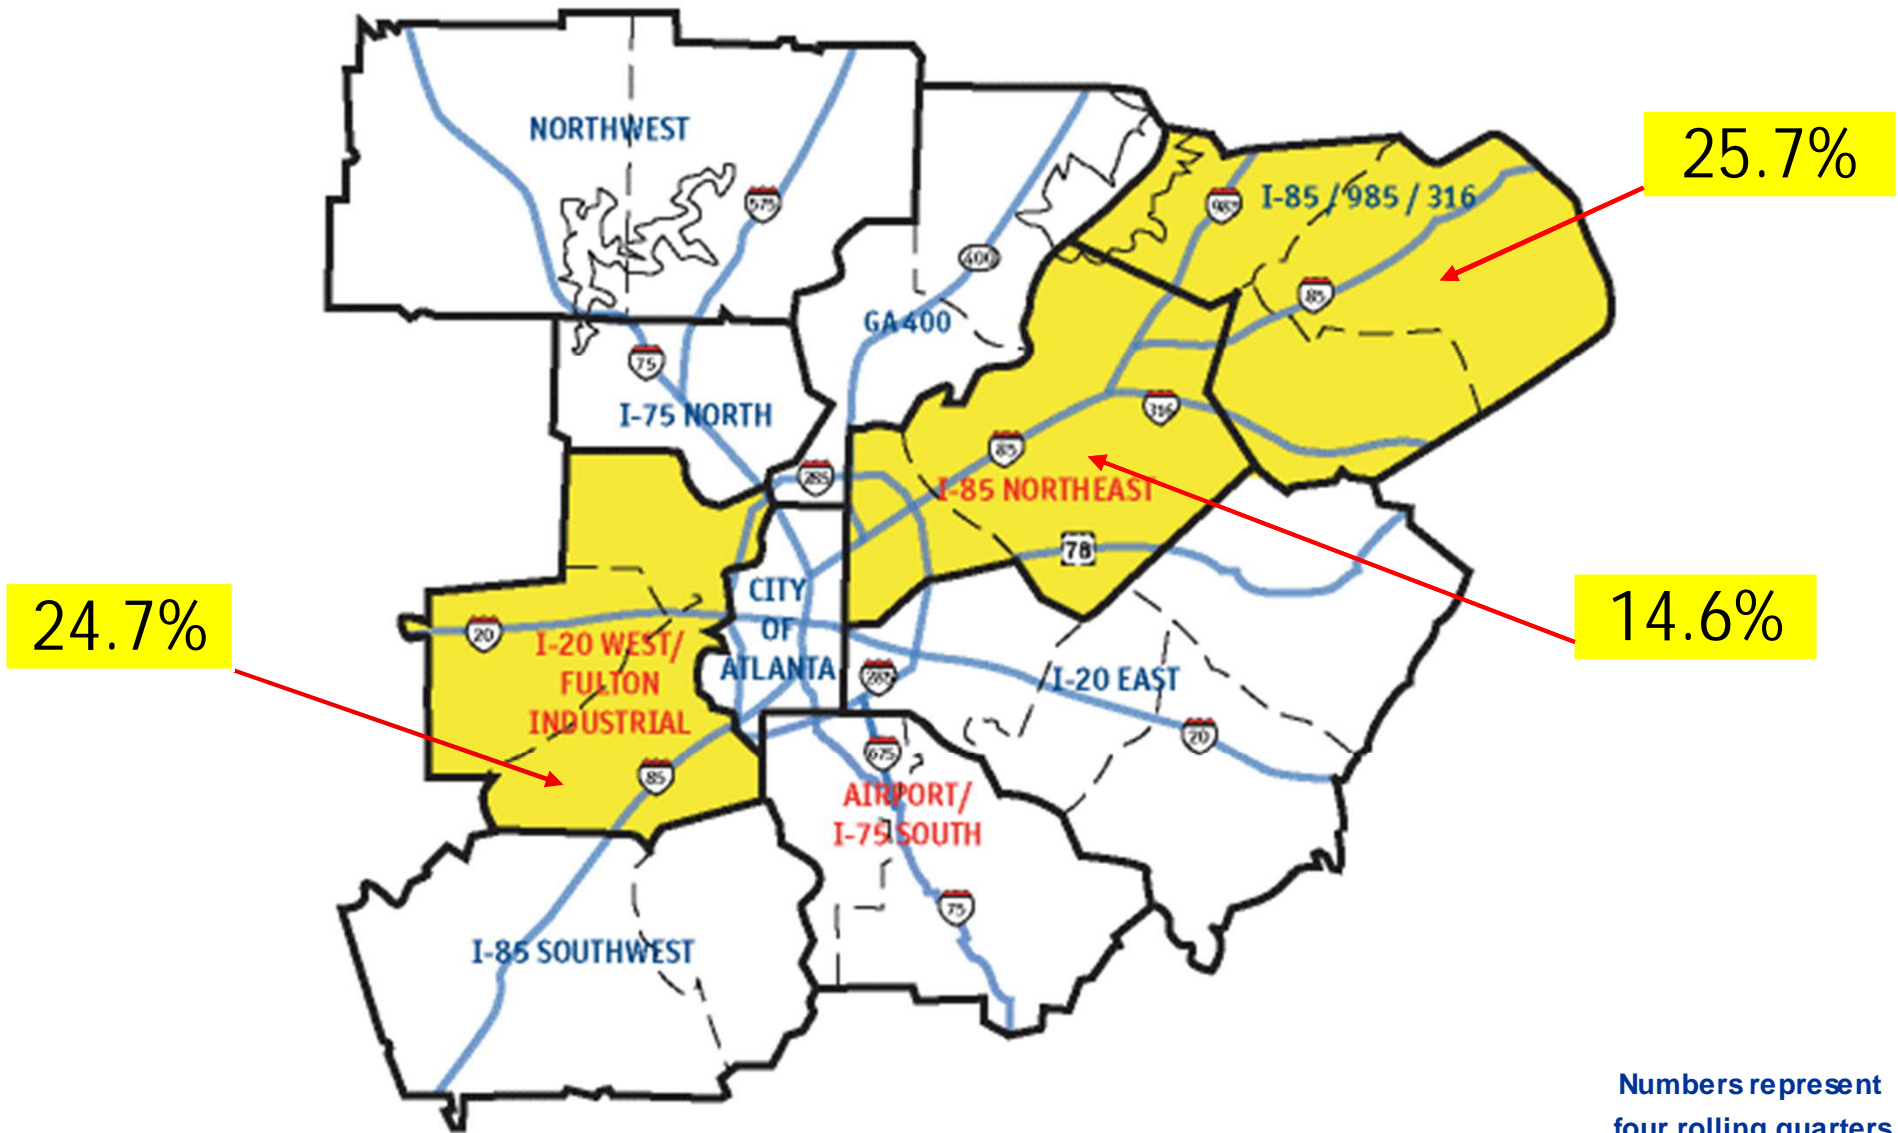 NORTHWEST
575
25.7%
985
I-85 / 985 / 316
400
85
GA 400
75
I-75 NORTH
316
85
285
I-85 NORTHEAST
78
CITY
OF
ATLANTA
24.7%
14.6%
20
I-20 WEST/
FULTON
INDUSTRIAL
285
I-20 EAST
20
85
675
AIRPORT/
I-75 SOUTH
75
I-85 SOUTHWEST
Numbers represent
four rolling quarters